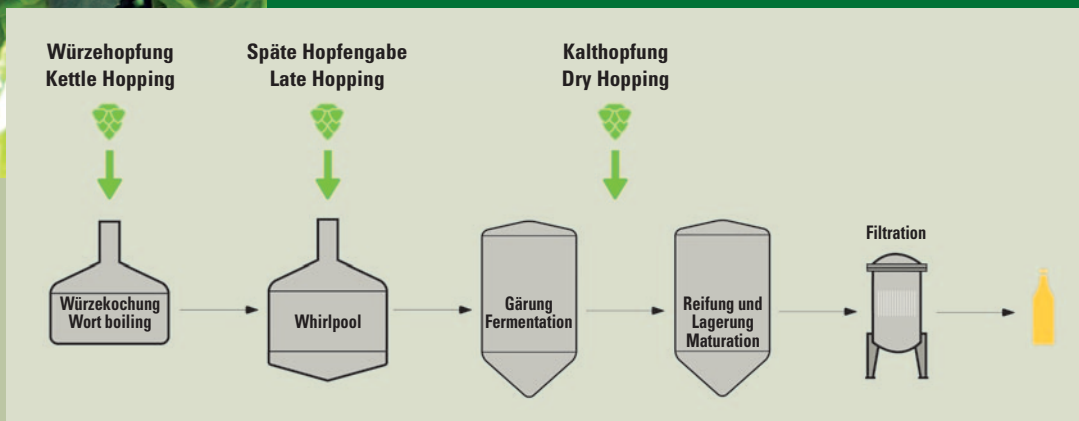 Würzehopfung
Kettle Hopping
Späte Hopfengabe
Late Hopping
Kalthopfung
Dry Hopping
Würzekochung
Wort boiling
Whirlpool
Gärung
Fermentation
Reifung und
Lagerung
Maturation
Filtration